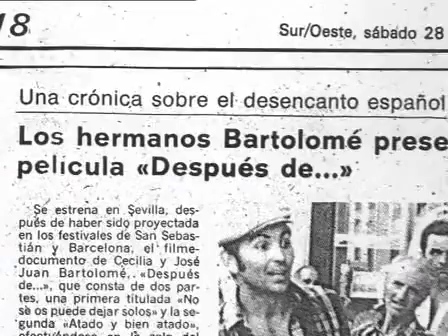 18
Sur/Oeste, sábado 28
Una crónica sobre el desencanto español
Los hermanos Bartolomé prese
película «Después de...»
Se estrena en Sevilla, des-
pués de haber sido proyectada
en los festivales de San Sebas-
tián y Barcelona, el filme-
documento de Cecilia y José
Juan Bartolomé, «Después
de...», que consta de dos par-
tes, una primera titulada «No
se os puede dejar solos» y la se-
gunda «Atado y bien atado»,